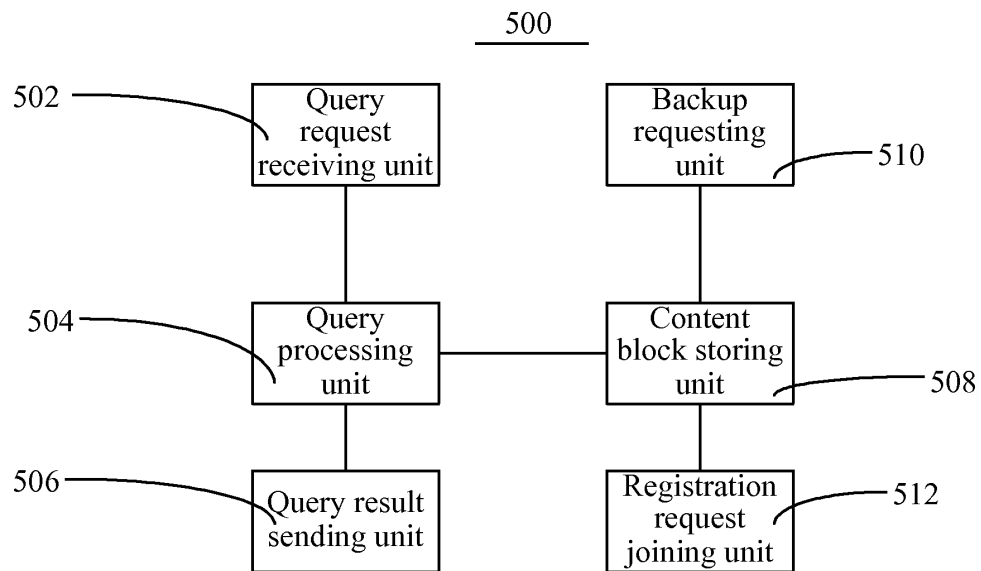 500
502
Query
request
receiving unit
Backup
requesting
unit
510
504
Query
processing
unit
Content
block storing
unit
508
506
Query result
sending unit
Registration
request
joining unit
512